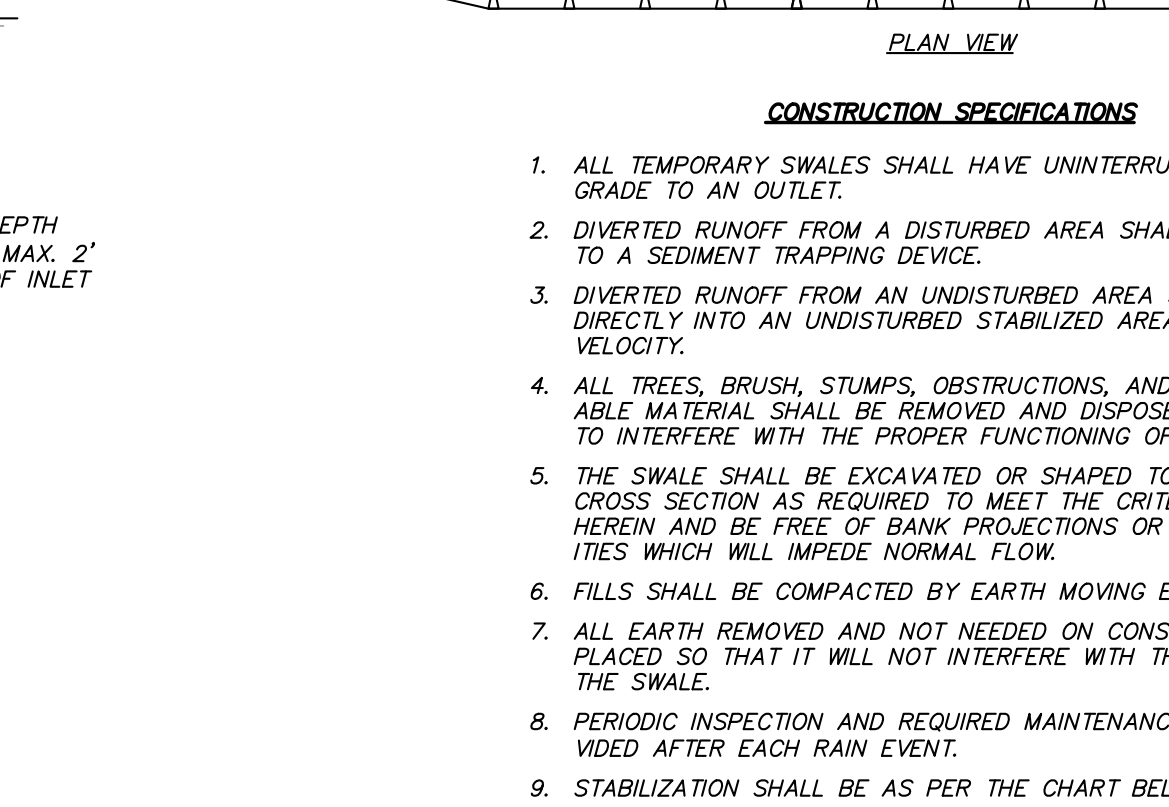 PLAN VIEW
CONSTRUCTION SPECIFICATIONS
1. ALL TEMPORARY SWALES SHALL HAVE UNINTERRU
GRADE TO AN OUTLET.
2. DIVERTED RUNOFF FROM A DISTURBED AREA SHA
TO A SEDIMENT TRAPPING DEVICE.
3. DIVERTED RUNOFF FROM AN UNDISTURBED AREA
DIRECTLY INTO AN UNDISTURBED STABILIZED AREA
VELOCITY.
4. ALL TREES, BRUSH, STUMPS, OBSTRUCTIONS, AND
ABLE MATERIAL SHALL BE REMOVED AND DISPOSE
TO INTERFERE WITH THE PROPER FUNCTIONING OF
5. THE SWALE SHALL BE EXCAVATED OR SHAPED TO
CROSS SECTION AS REQUIRED TO MEET THE CRITE
HEREIN AND BE FREE OF BANK PROJECTIONS OR
ITIES WHICH WILL IMPEDE NORMAL FLOW.
6. FILLS SHALL BE COMPACTED BY EARTH MOVING E
7. ALL EARTH REMOVED AND NOT NEEDED ON CONS
PLACED SO THAT IT WILL NOT INTERFERE WITH TH
THE SWALE.
8. PERIODIC INSPECTION AND REQUIRED MAINTENANC
VIDED AFTER EACH RAIN EVENT.
9. STABILIZATION SHALL BE AS PER THE CHART BEL
EPTH
MAX. 2'
OF INLET